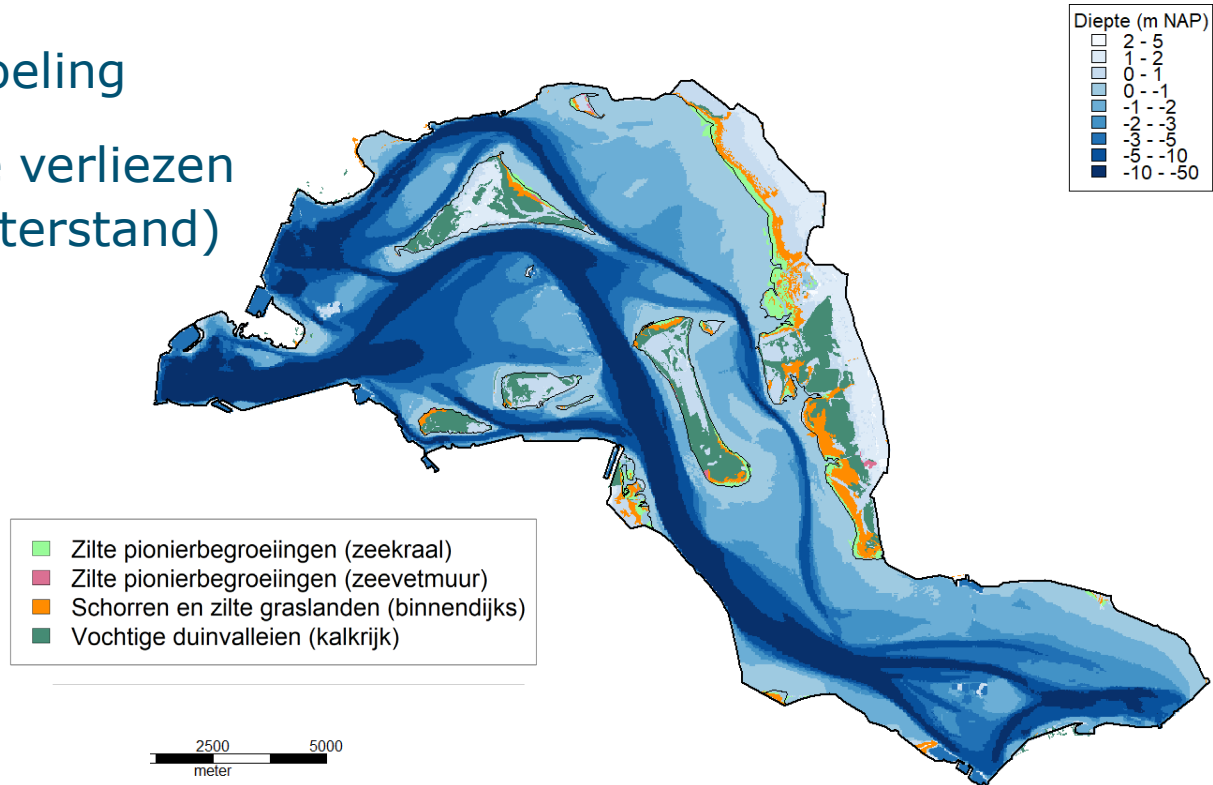 verliezen
terstand)
Diepte (m NAP)
2 - 5
1 - 2
0 - 1
0 - -1
-1 - -2
-2 - -3
-3 - -5
-5 - -10
-10 - -50
Zilte pionierbegroeiingen (zeekraal)
Zilte pionierbegroeiingen (zeevetmuur)
Schorren en zilte graslanden (binnendijks)
Vochtige duinvalleien (kalkrijk)
2500 5000
meter